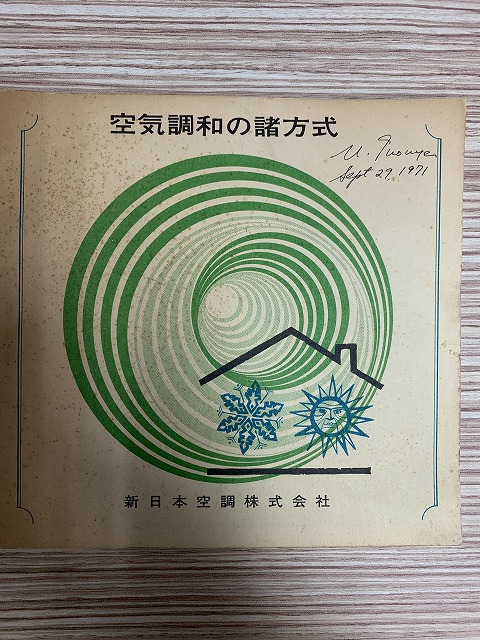 空気調和の諸方式
U. Inouye
Sept 29, 1971
新日本空調株式会社